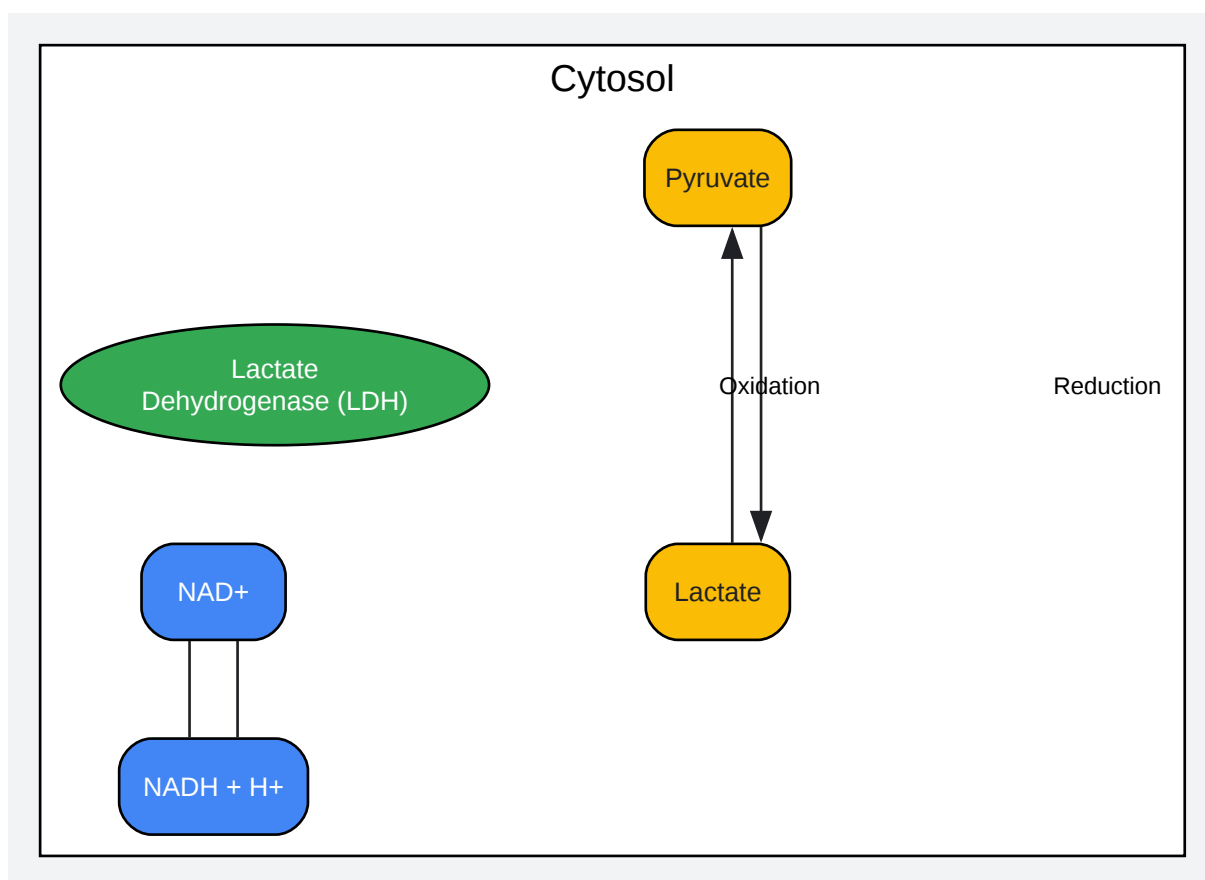 Cytosol
Pyruvate
Lactate
Dehydrogenase (LDH)
Oxidation
Reduction
NAD+
Lactate
NADH + H+